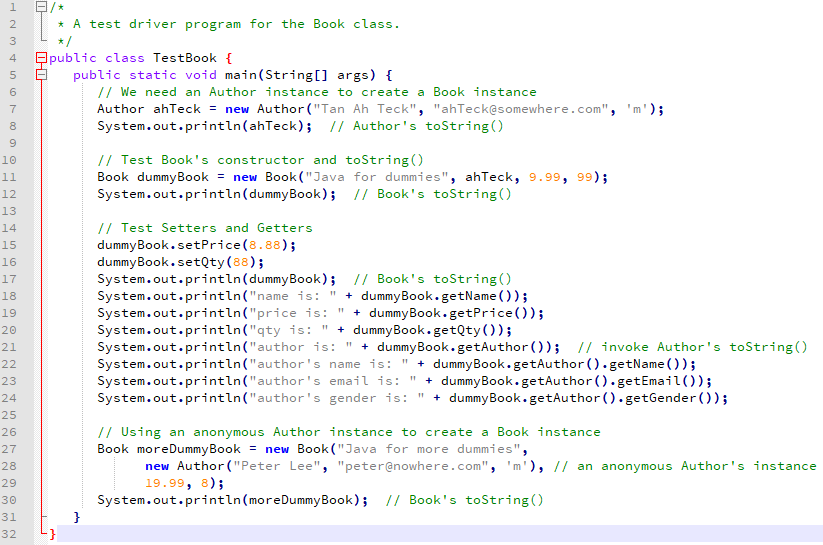 1 /*
2  * A test driver program for the Book class.
3  */
4 public class TestBook {
5    public static void main(String[] args) {
6       // We need an Author instance to create a Book instance
7       Author ahTeck = new Author("Tan Ah Teck", "ahTeck@somewhere.com", 'm');
8       System.out.println(ahTeck);  // Author's toString()
9
10       // Test Book's constructor and toString()
11       Book dummyBook = new Book("Java for dummies", ahTeck, 9.99, 99);
12       System.out.println(dummyBook);  // Book's toString()
13
14       // Test Setters and Getters
15       dummyBook.setPrice(8.88);
16       dummyBook.setQty(88);
17       System.out.println(dummyBook);  // Book's toString()
18       System.out.println("name is: " + dummyBook.getName());
19       System.out.println("price is: " + dummyBook.getPrice());
20       System.out.println("qty is: " + dummyBook.getQty());
21       System.out.println("author is: " + dummyBook.getAuthor());  // invoke Author's toString()
22       System.out.println("author's name is: " + dummyBook.getAuthor().getName());
23       System.out.println("author's email is: " + dummyBook.getAuthor().getEmail());
24       System.out.println("author's gender is: " + dummyBook.getAuthor().getGender());
25
26       // Using an anonymous Author instance to create a Book instance
27       Book moreDummyBook = new Book("Java for more dummies",
28             new Author("Peter Lee", "peter@nowhere.com", 'm'), // an anonymous Author's instance
29             19.99, 8);
30       System.out.println(moreDummyBook);  // Book's toString()
31    }
32 }